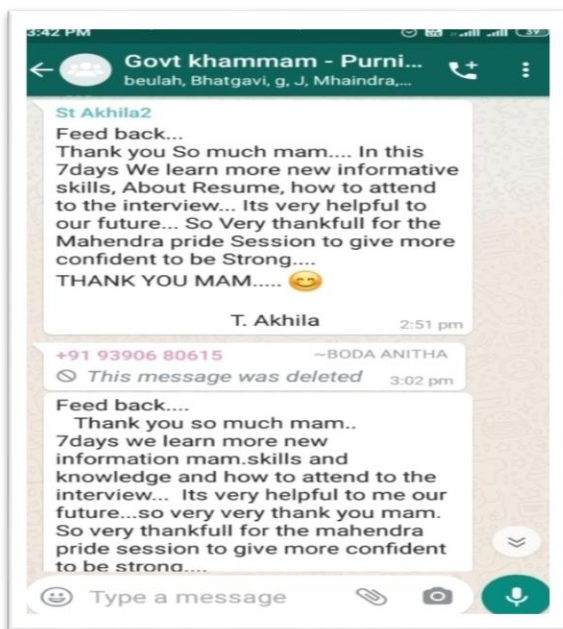 3:42 PM 39
Govt khammam - Purni...
beulah, Bhatgavi, g, J, Mhaindra,...
St Akhila2
Feed back...
Thank you So much mam.... In this
7days We learn more new informative
skills, About Resume, how to attend
to the interview... Its very helpful to
our future... So Very thankfull for the
Mahendra pride Session to give more
confident to be Strong....
THANK YOU MAM..... 😊
T. Akhila 2:51 pm
+91 93906 80615 ~BODA ANITHA
This message was deleted 3:02 pm
Feed back....
Thank you so much mam..
7days we learn more new
information mam.skills and
knowledge and how to attend to the
interview... Its very helpful to me our
future...so very very thank you mam.
So very thankfull for the mahendra
pride session to give more confident
to be strong....
Type a message